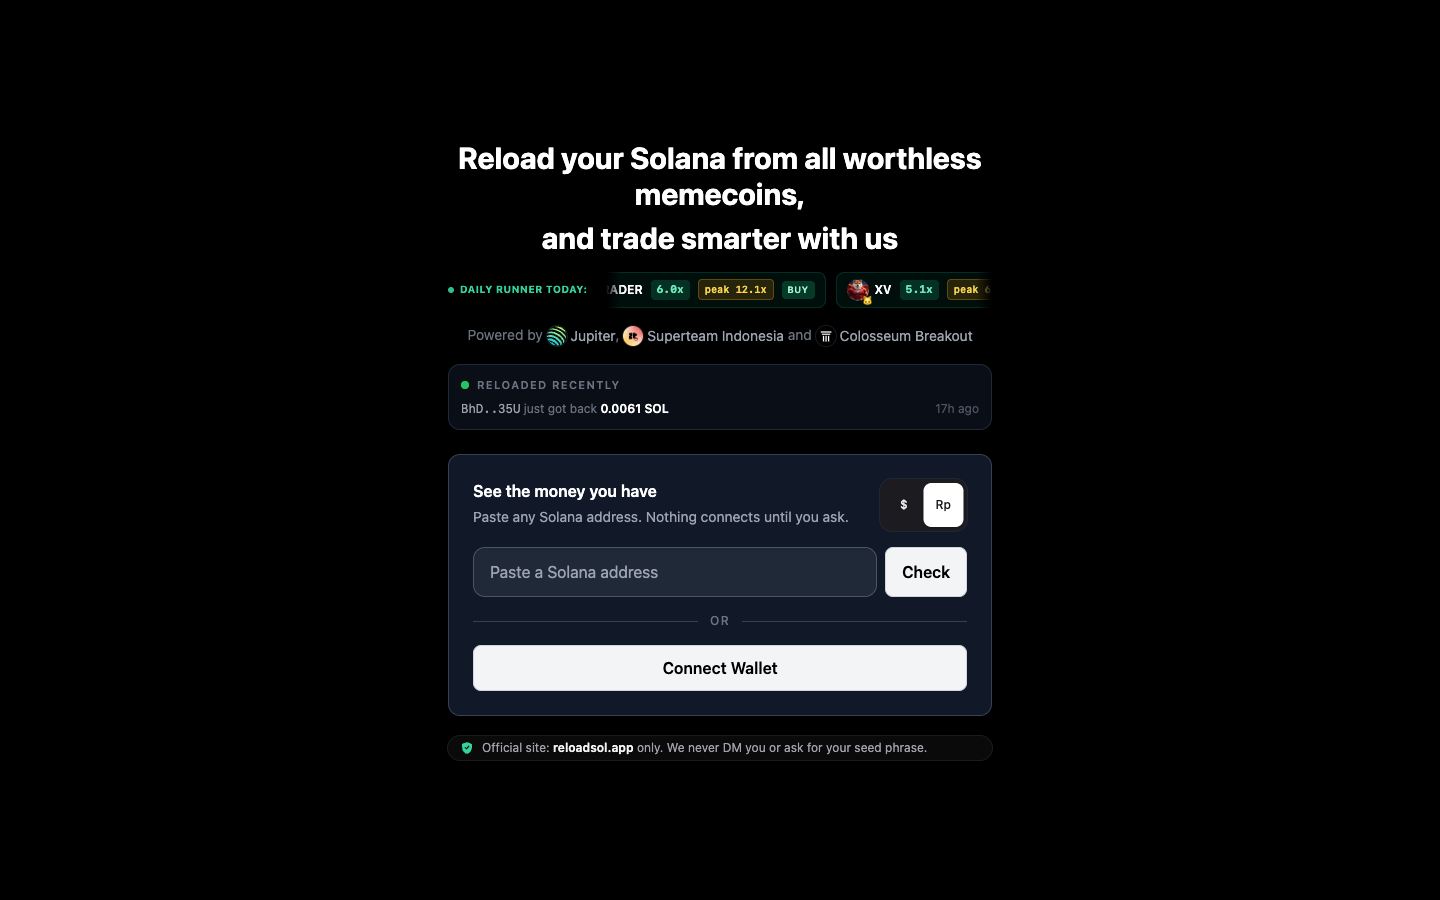 Reload your Solana from all worthless
memecoins,
and trade smarter with us
DAILY RUNNER TODAY: ADER 6.0x peak 12.1x BUY XV 5.1x peak
Powered by Jupiter, Superteam Indonesia and Colosseum Breakout
RELOADED RECENTLY
BhD..35U just got back 0.0061 SOL 17h ago
See the money you have
Paste any Solana address. Nothing connects until you ask.
$ Rp
Paste a Solana address
Check
OR
Connect Wallet
Official site: reloadsol.app only. We never DM you or ask for your seed phrase.